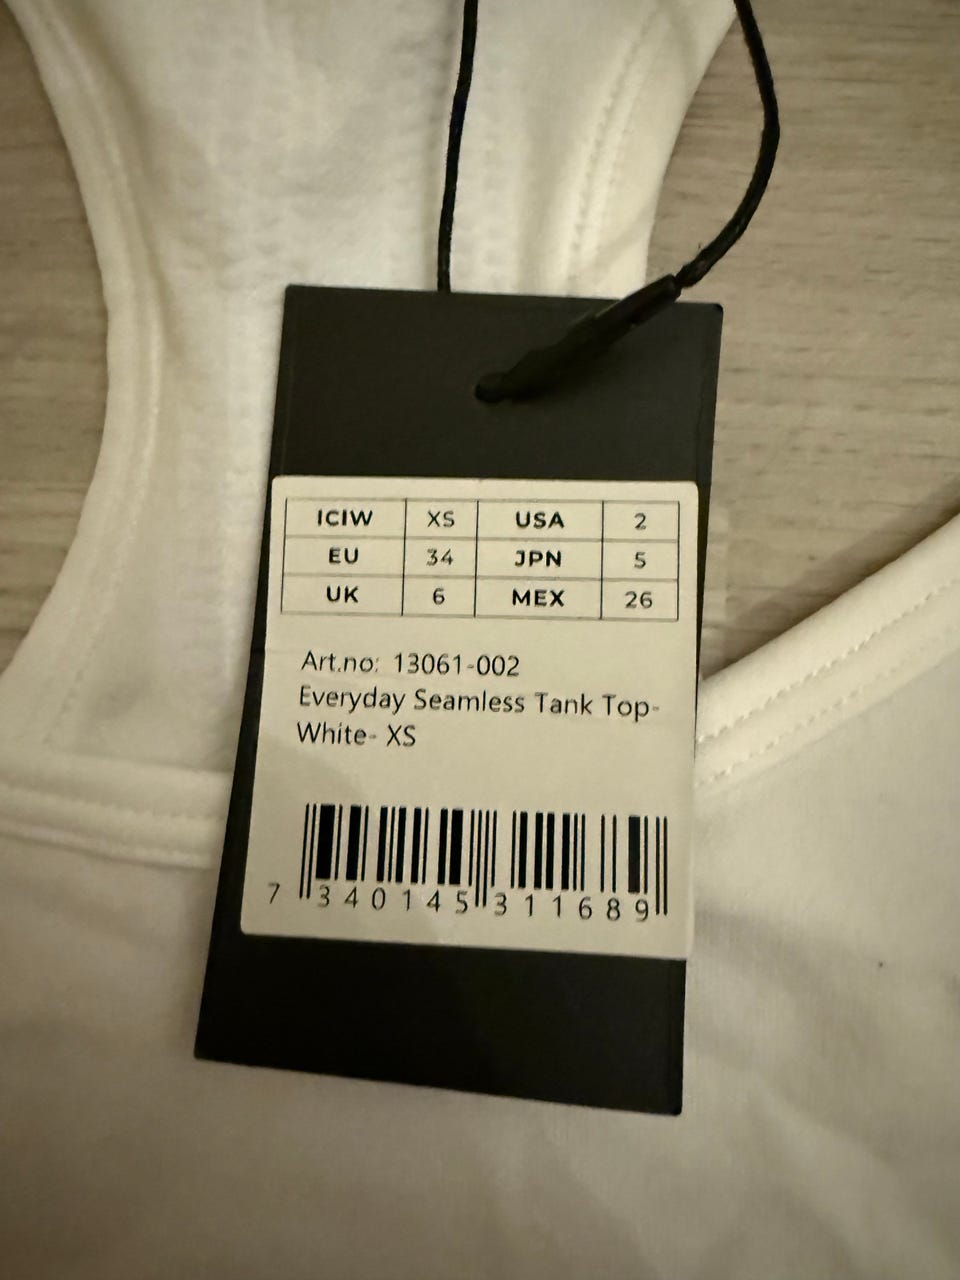 ICIW XS USA 2
EU 34 JPN 5
UK 6 MEX 26
Art.no: 13061-002
Everyday Seamless Tank Top-
White- XS
7 340145 311689